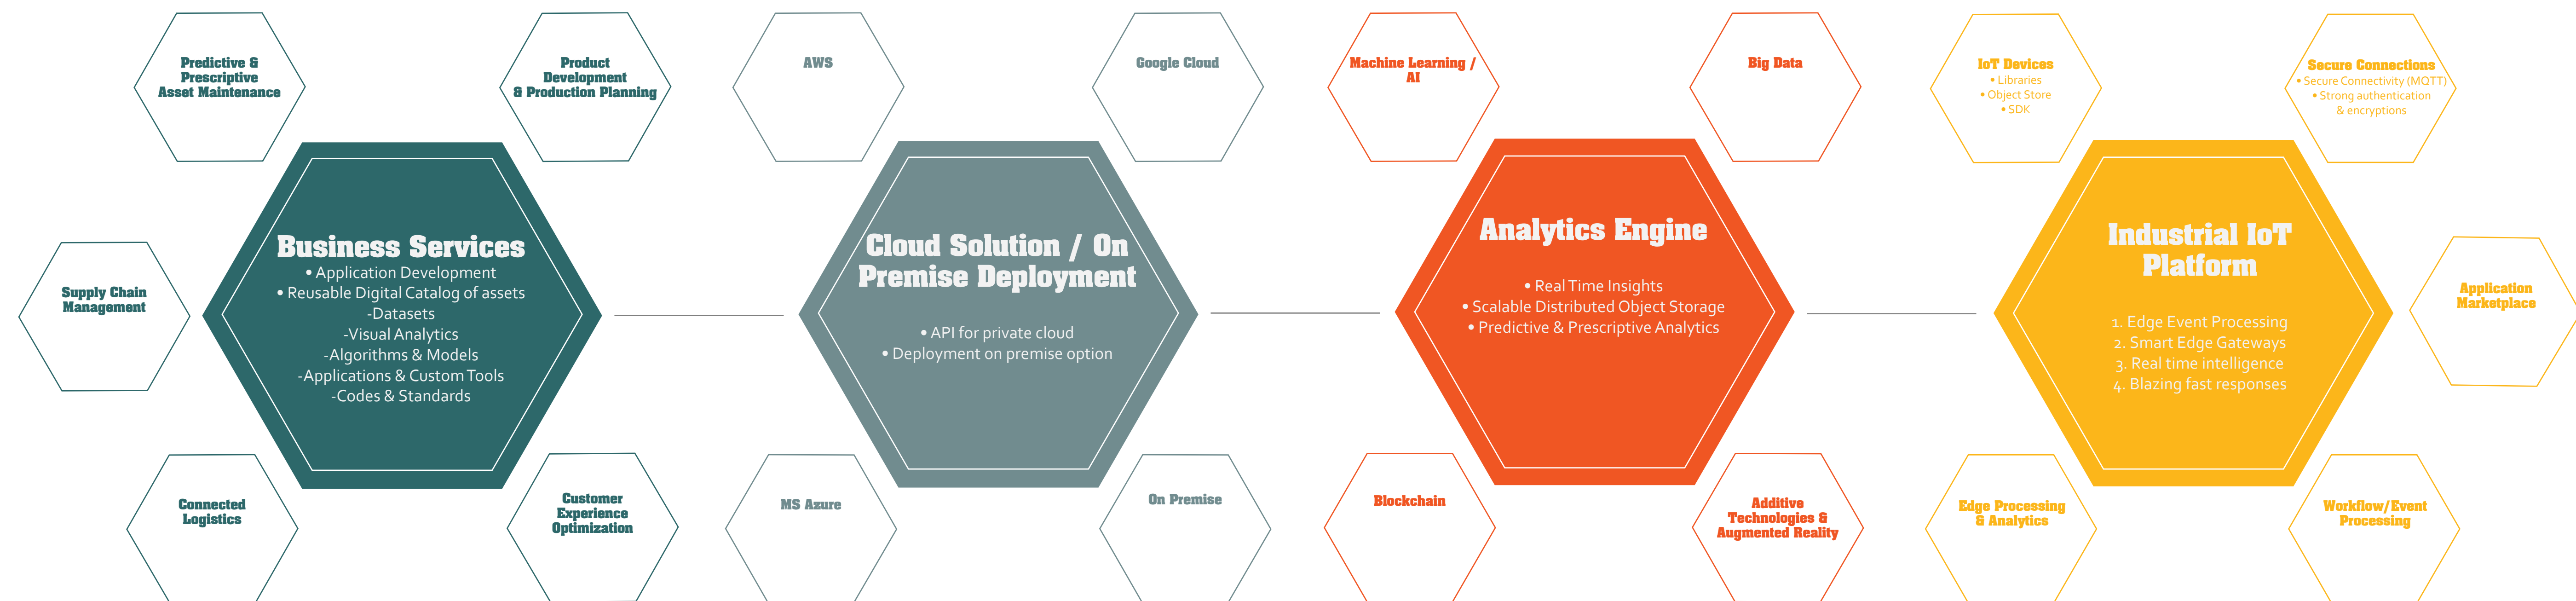 Predictive &
Prescriptive
Asset Maintenance
Product
Development
& Production Planning
Supply Chain
Management
Business Services
• Application Development
• Reusable Digital Catalog of assets
-Datasets
-Visual Analytics
-Algorithms & Models
-Applications & Custom Tools
-Codes & Standards
Connected
Logistics
Customer
Experience
Optimization
AWS
Google Cloud
Cloud Solution / On
Premise Deployment
• API for private cloud
• Deployment on premise option
MS Azure
On Premise
Machine Learning /
AI
Big Data
Analytics Engine
• Real Time Insights
• Scalable Distributed Object Storage
• Predictive & Prescriptive Analytics
Blockchain
Additive
Technologies &
Augmented Reality
IoT Devices
• Libraries
• Object Store
• SDK
Secure Connections
• Secure Connectivity (MQTT)
• Strong authentication
& encryptions
Industrial IoT
Platform
1. Edge Event Processing
2. Smart Edge Gateways
3. Real time intelligence
4. Blazing fast responses
Application
Marketplace
Edge Processing
& Analytics
Workflow/Event
Processing